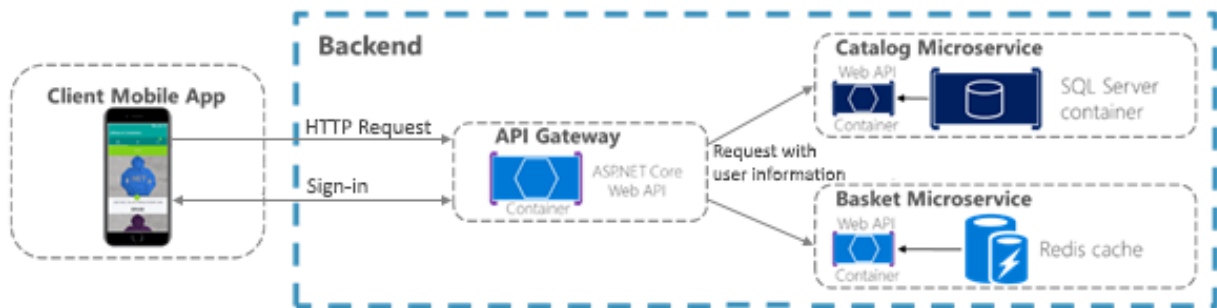 Backend
Client Mobile App
HTTP Request
Sign-in
API Gateway
ASP.NET Core
Web API
Container
Request with
user information
Catalog Microservice
Web API
Container
SQL Server
container
Basket Microservice
Web API
Container
Redis cache